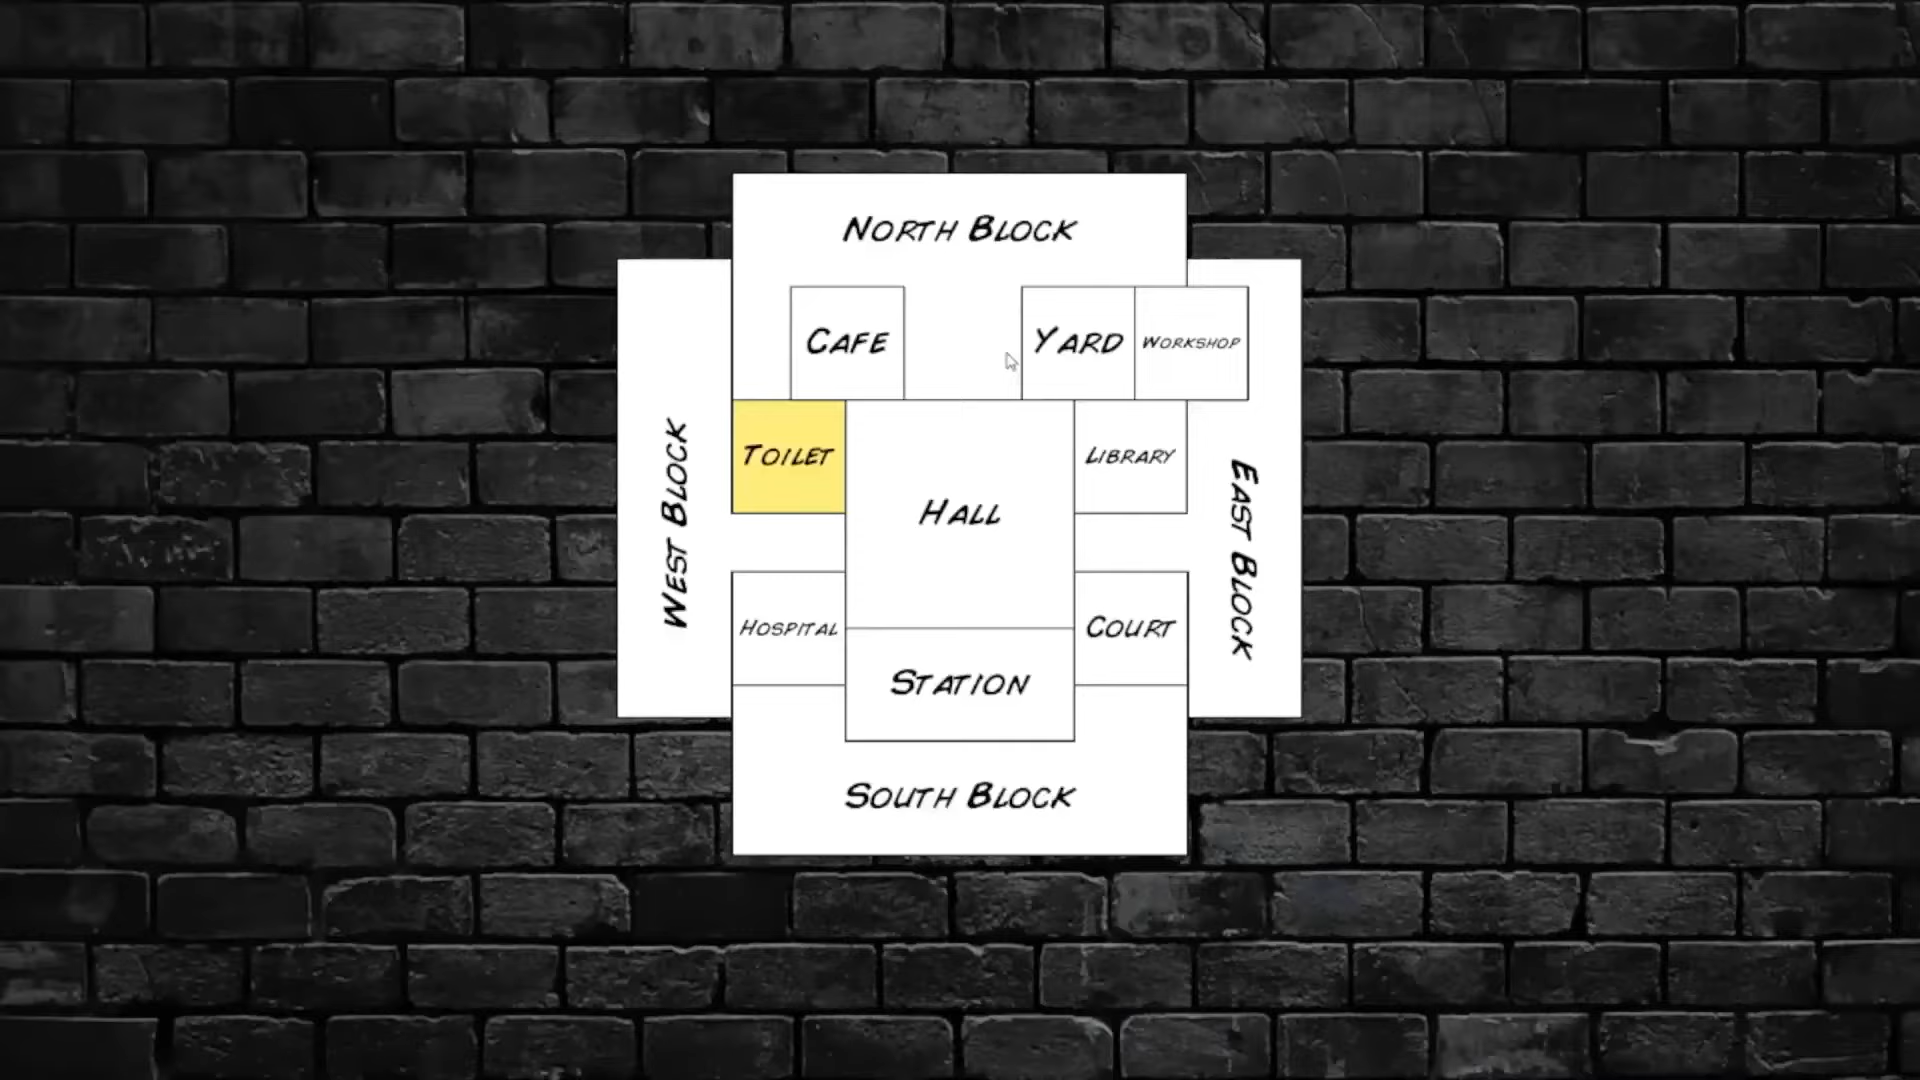 NORTH BLOCK
CAFE
YARD
WORKSHOP
TOILET
LIBRARY
HALL
WEST BLOCK
EAST BLOCK
HOSPITAL
COURT
STATION
SOUTH BLOCK